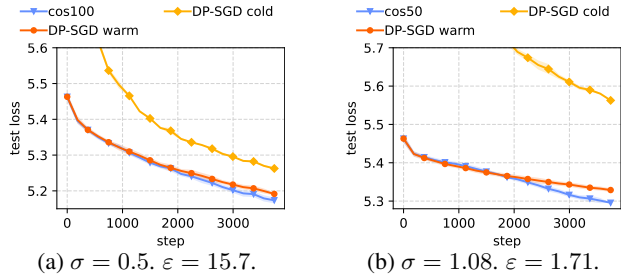 cos100
DP-SGD cold
DP-SGD warm
5.6
5.5
5.4
5.3
5.2
test loss
0
1000
2000
3000
step
(a) σ = 0.5. ε = 15.7.
cos50
DP-SGD cold
DP-SGD warm
5.7
5.6
5.5
5.4
5.3
test loss
0
1000
2000
3000
step
(b) σ = 1.08. ε = 1.71.